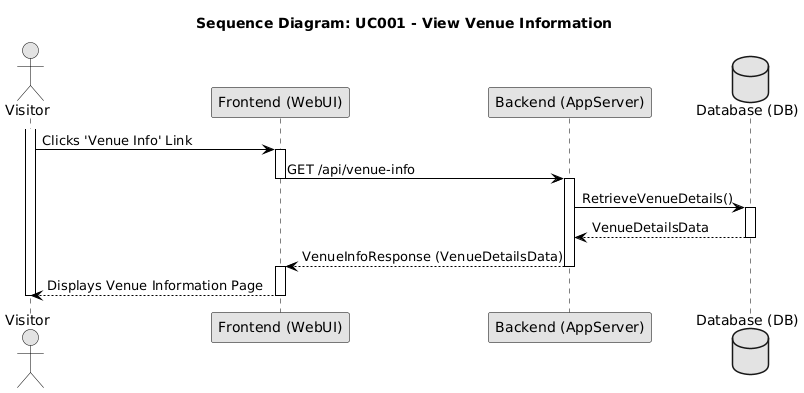 Sequence Diagram: UC001 - View Venue Information
Visitor
Frontend (WebUI)
Backend (AppServer)
Database (DB)
Clicks 'Venue Info' Link
GET /api/venue-info
RetrieveVenueDetails()
VenueDetailsData
VenueInfoResponse (VenueDetailsData)
Displays Venue Information Page
Visitor
Frontend (WebUI)
Backend (AppServer)
Database (DB)